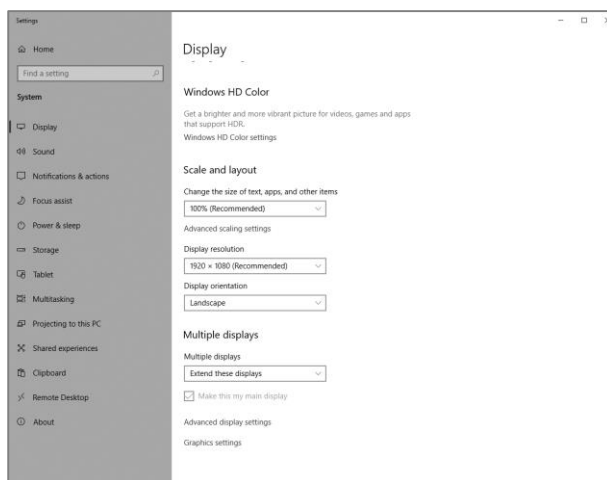 Settings
Home
Find a setting
System
Display
Sound
Notifications & actions
Focus assist
Power & sleep
Storage
Tablet
Multitasking
Projecting to this PC
Shared experiences
Clipboard
Remote Desktop
About
Display
Windows HD Color
Get a brighter and more vibrant picture for videos, games and apps
that support HDR.
Windows HD Color settings
Scale and layout
Change the size of text, apps, and other items
100% (Recommended)
Advanced scaling settings
Display resolution
1920 × 1080 (Recommended)
Display orientation
Landscape
Multiple displays
Multiple displays
Extend these displays
Make this my main display
Advanced display settings
Graphics settings